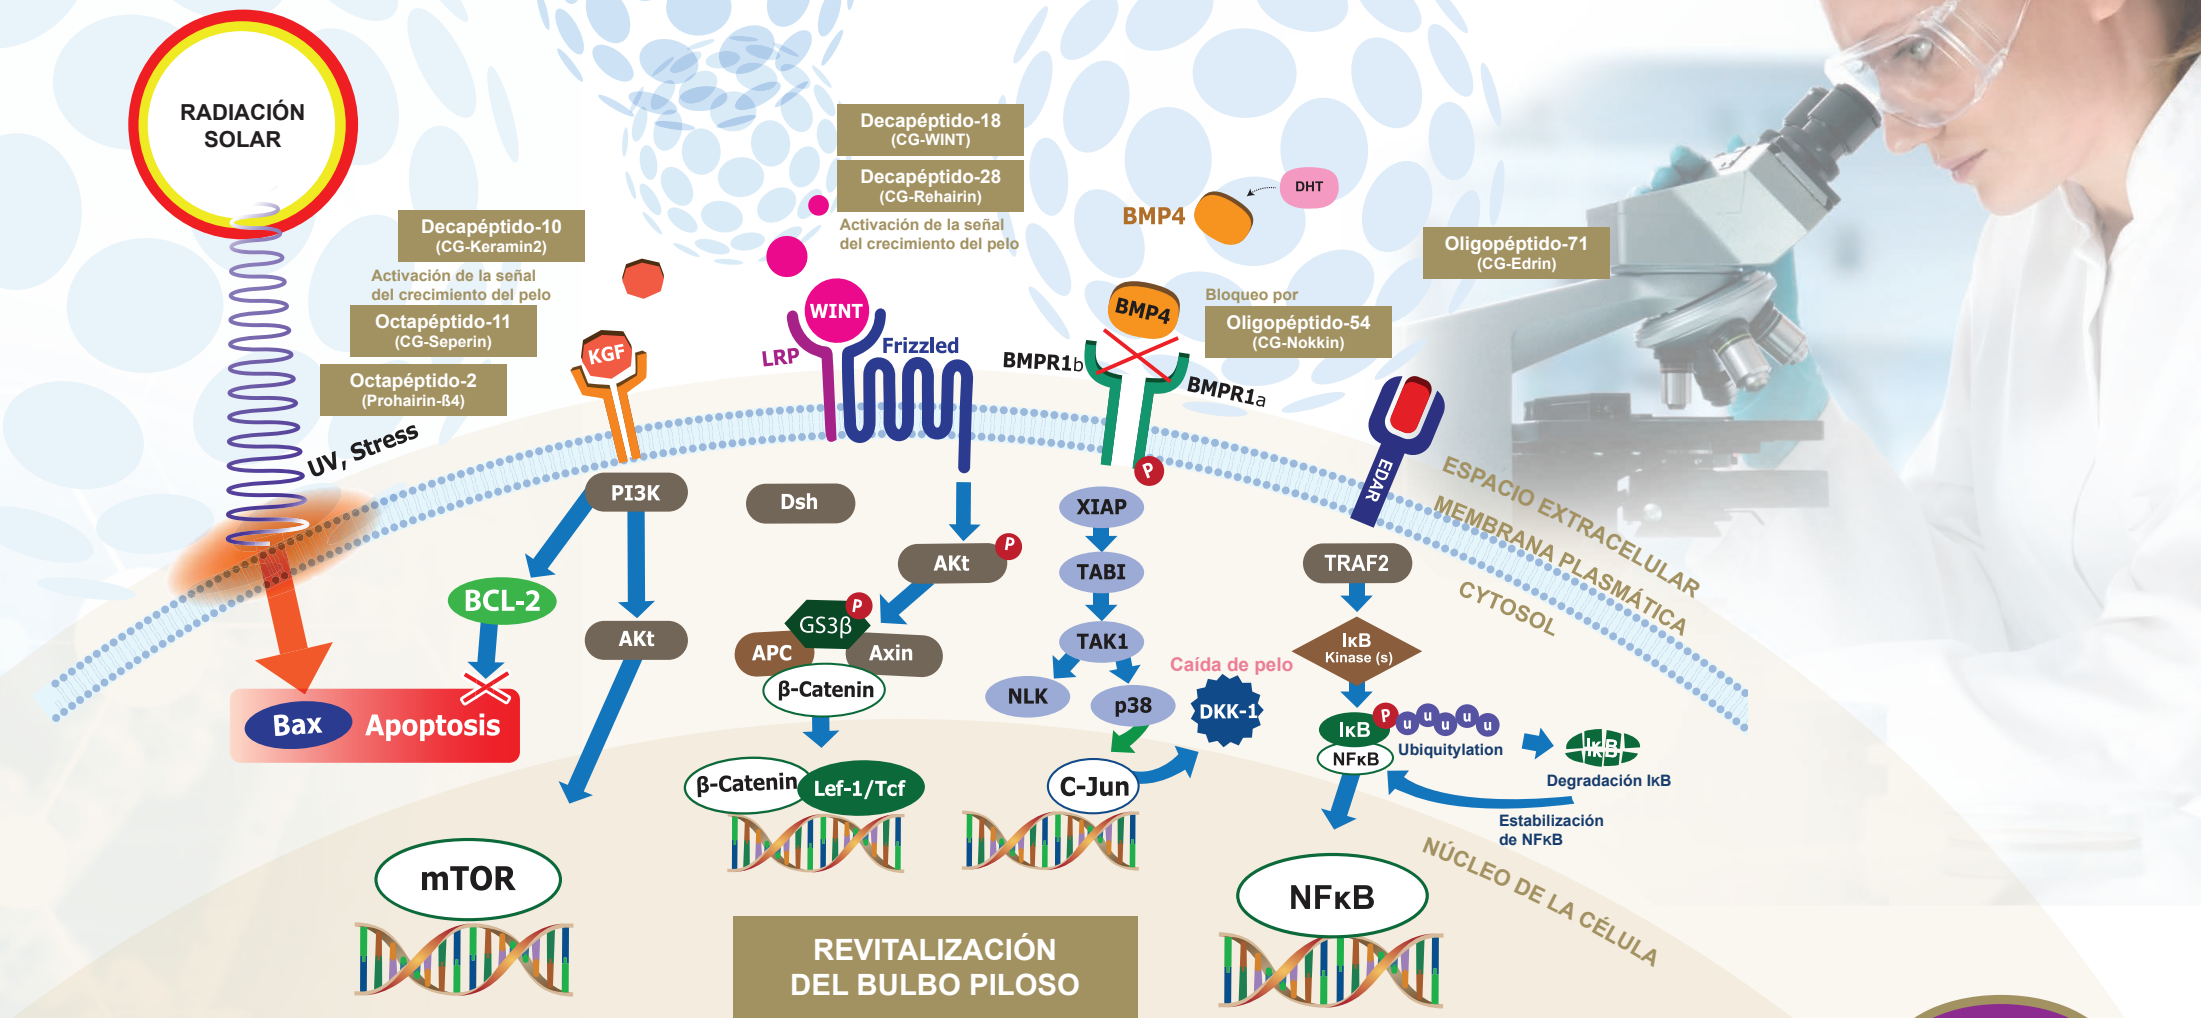 RADIACIÓN
SOLAR
Decapéptido-10
(CG-Keramin2)
Activación de la señal
del crecimiento del pelo
Octapéptido-11
(CG-Seperin)
Octapéptido-2
(Prohairin-ß4)
UV, Stress
Decapéptido-18
(CG-WINT)
Decapéptido-28
(CG-Rehairin)
Activación de la señal
del crecimiento del pelo
BMP4
DHT
Oligopéptido-71
(CG-Edrin)
KGF
WINT
LRP
Frizzled
BMP4
Bloqueo por
Oligopéptido-54
(CG-Nokkin)
BMPR1b
BMPR1a
P
EDAR
ESPACIO EXTRACELULAR
MEMBRANA PLASMÁTICA
CYTOSOL
PI3K
Dsh
AKt
P
XIAP
TABI
TAK1
NLK
p38
Caída de pelo
DKK-1
TRAF2
IκB
Kinase (s)
BCL-2
AKt
GS3β
P
APC
Axin
β-Catenin
Bax
Apoptosis
IκB
P
u u u u u
NFκB
Ubiquitylation
IκB
Degradación IκB
Estabilización
de NFκB
β-Catenin
Lef-1/Tcf
C-Jun
mTOR
NFκB
NÚCLEO DE LA CÉLULA
REVITALIZACIÓN
DEL BULBO PILOSO